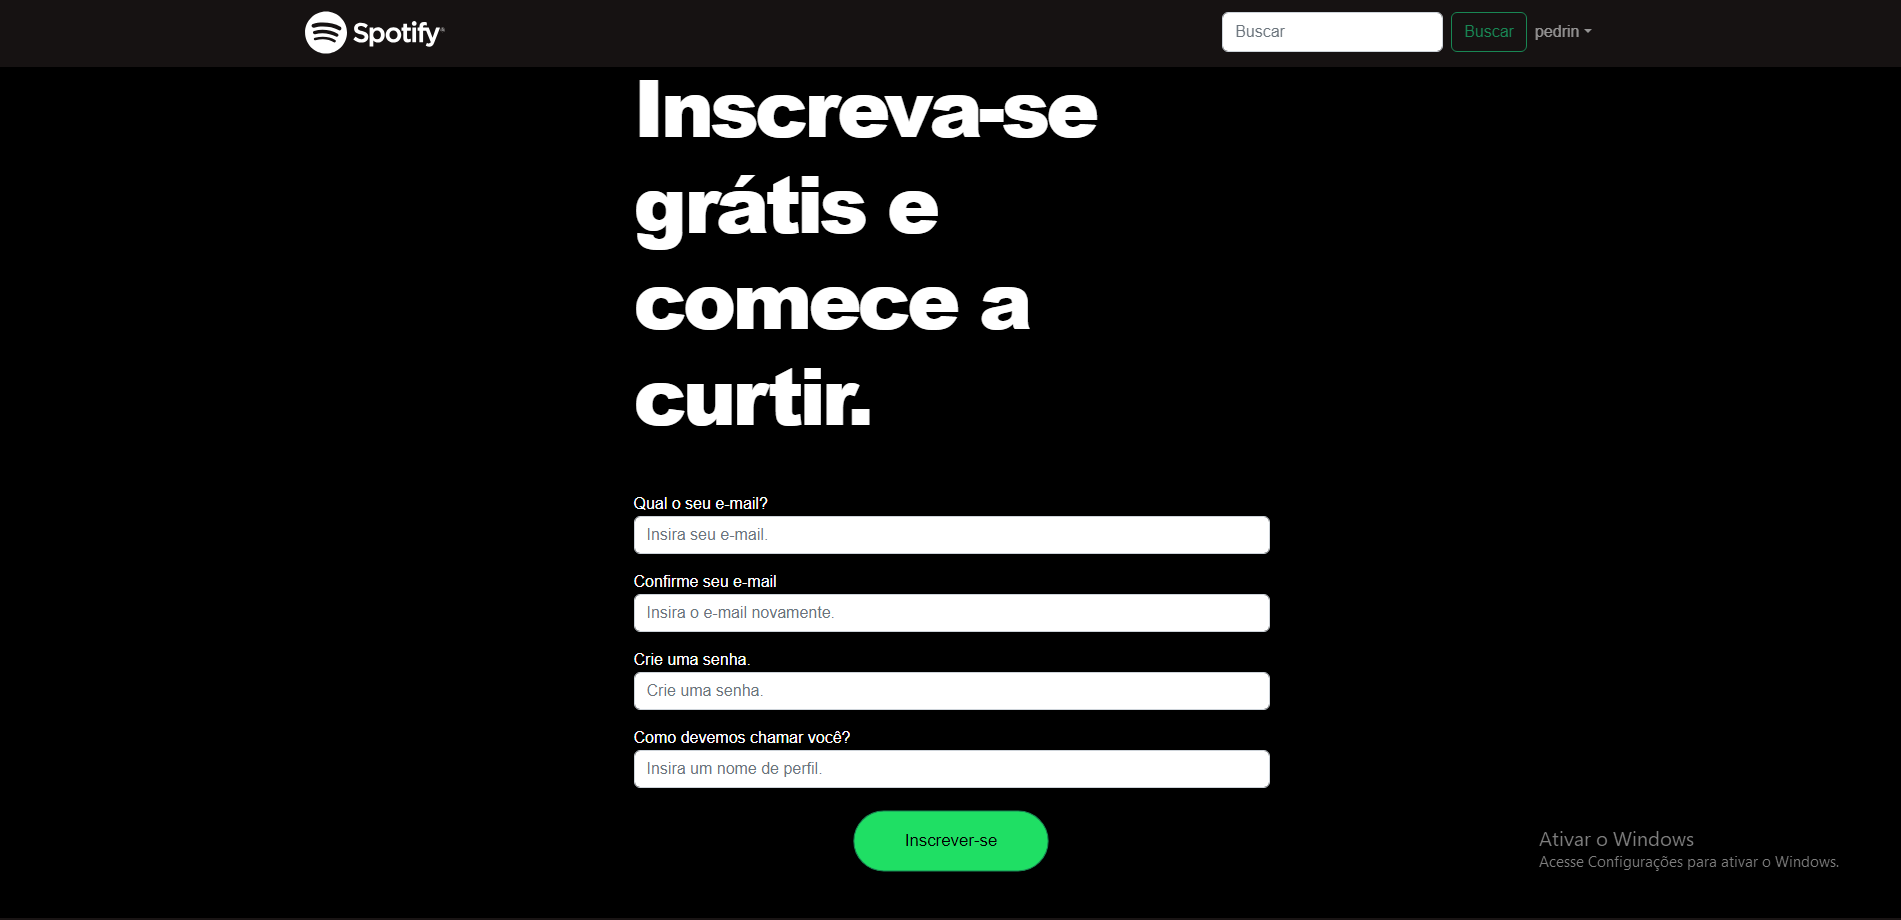 Spotify®
Buscar
Buscar
pedrin
Inscreva-se
grátis e
comece a
curtir.
Qual o seu e-mail?
Insira seu e-mail.
Confirme seu e-mail
Insira o e-mail novamente.
Crie uma senha.
Crie uma senha.
Como devemos chamar você?
Insira um nome de perfil.
Inscrever-se
Ativar o Windows
Acesse Configurações para ativar o Windows.